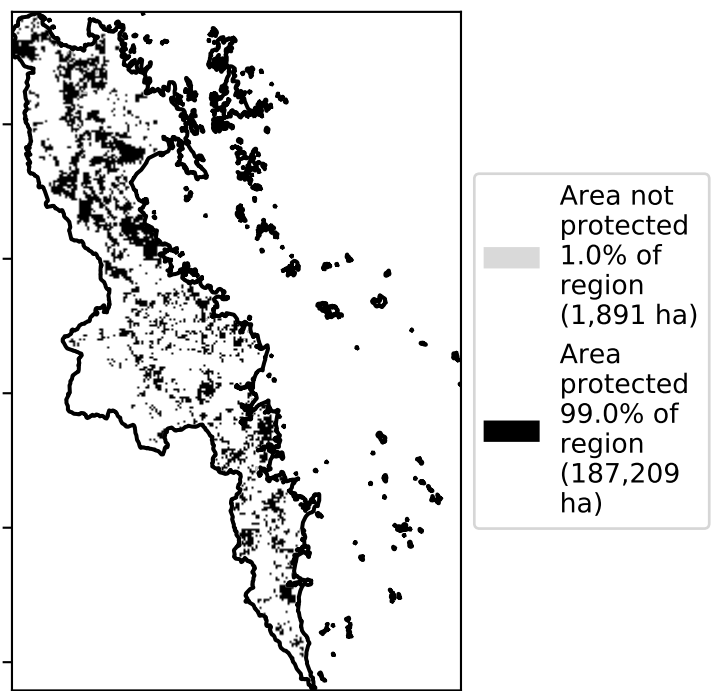 Area not
protected
1.0% of
region
(1,891 ha)
Area
protected
99.0% of
region
(187,209
ha)